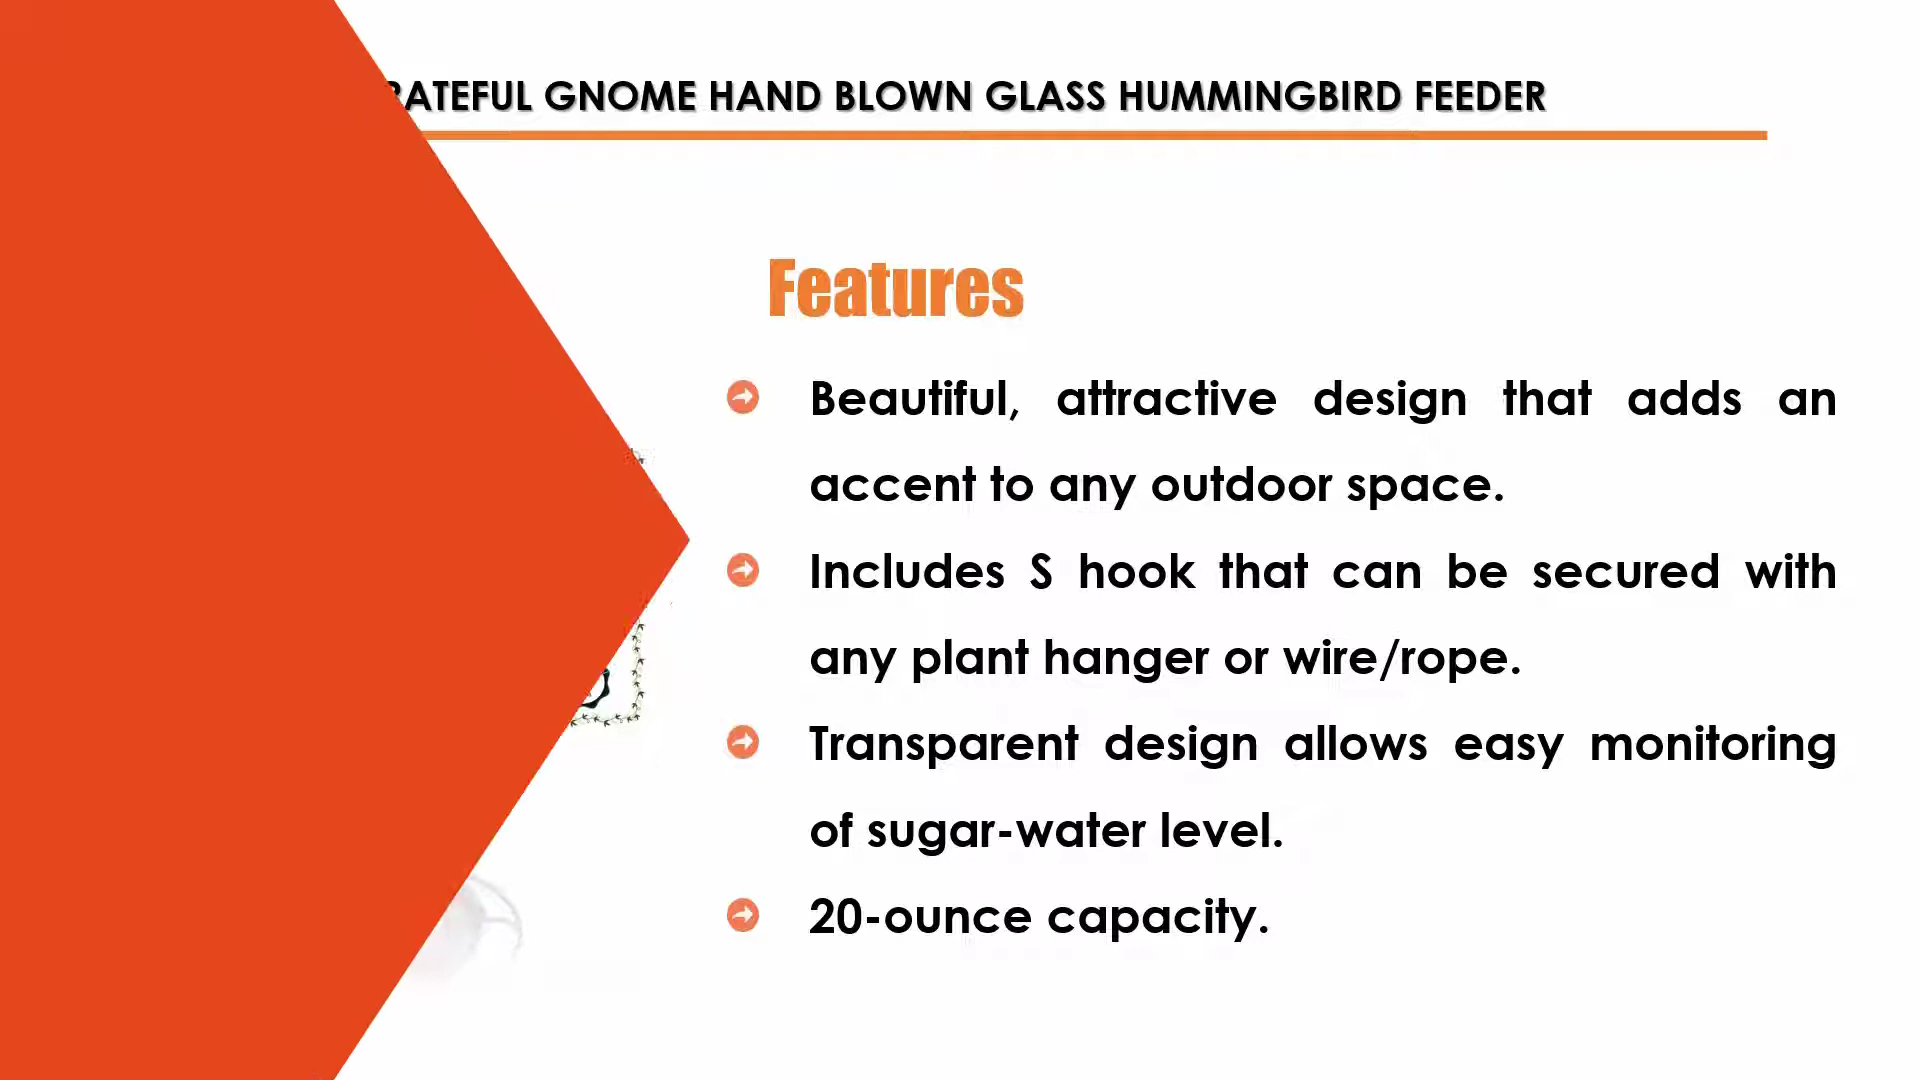 ATEFUL GNOME HAND BLOWN GLASS HUMMINGBIRD FEEDER
Features
Beautiful, attractive design that adds an
accent to any outdoor space.
Includes S hook that can be secured with
any plant hanger or wire/rope.
Transparent design allows easy monitoring
of sugar-water level.
20-ounce capacity.